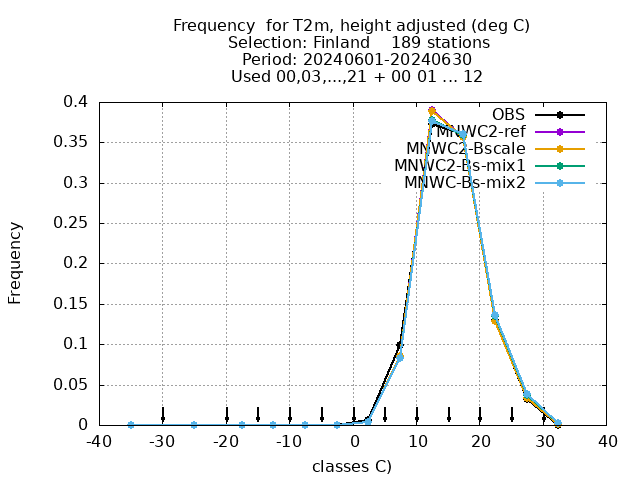 Frequency  for T2m, height adjusted (deg C)
Selection: Finland    189 stations
Period: 20240601-20240630
Used 00,03,...,21 + 00 01 ... 12
0.4
0.35
0.3
0.25
0.2
0.15
0.1
0.05
0
Frequency
OBS
MNWC2-ref
MNWC2-Bscale
MNWC2-Bs-mix1
MNWC-Bs-mix2
-40 -30 -20 -10 0 10 20 30 40
classes C)